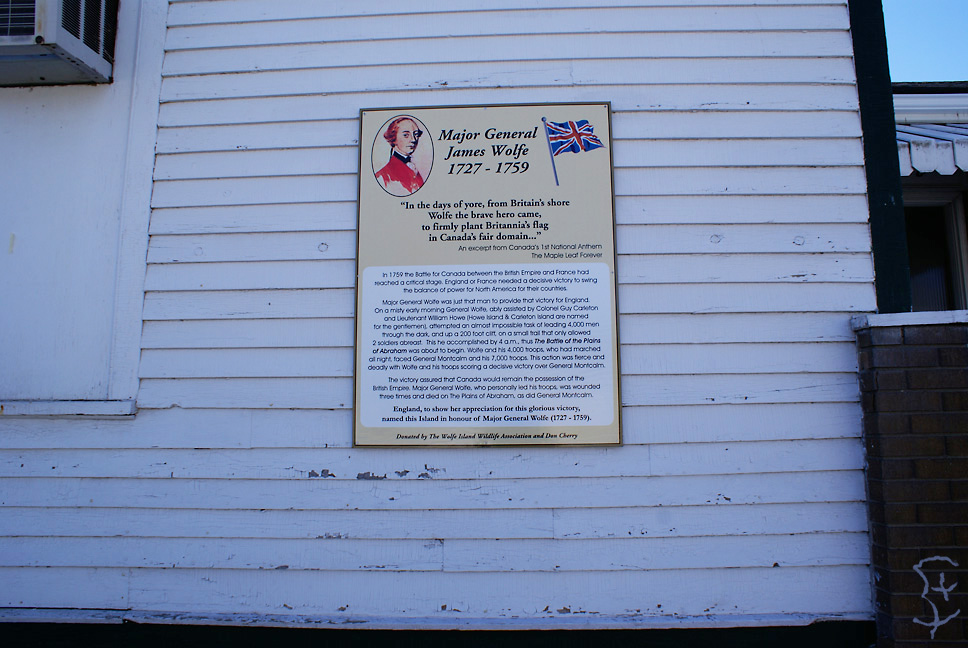 Major General
James Wolfe
1727 - 1759
"In the days of yore, from Britain's shore
Wolfe the brave hero came,
to firmly plant Britannia's flag
in Canada's fair domain..."
An excerpt from Canada's 1st National Anthem
The Maple Leaf Forever
In 1759 the Battle for Canada between the British Empire and France had
reached a critical stage. England or France needed a decisive victory to swing
the balance of power for North America for their countries.
Major General Wolfe was just that man to provide that victory for England.
On a misty early morning General Wolfe, ably assisted by Colonel Guy Carleton
and Lieutenant William Howe (Howe Island & Carleton Island are named
for the gentlemen), attempted an almost impossible task of leading 4,000 men
through the dark, and up a 200 foot cliff, on a small trail that only allowed
2 soldiers abreast. This he accomplished by 4 a.m., thus The Battle of the Plains
of Abraham was about to begin. Wolfe and his 4,000 troops, who had marched
all night, faced General Montcalm and his 7,000 troops. This action was fierce and
deadly with Wolfe and his troops scoring a decisive victory over General Montcalm.
The victory assured that Canada would remain the possession of the
British Empire. Major General Wolfe, who personally led his troops, was wounded
three times and died on The Plains of Abraham, as did General Montcalm.
England, to show her appreciation for this glorious victory,
named this Island in honour of Major General Wolfe (1727 - 1759).
Donated by The Wolfe Island Wildlife Association and Don Cherry